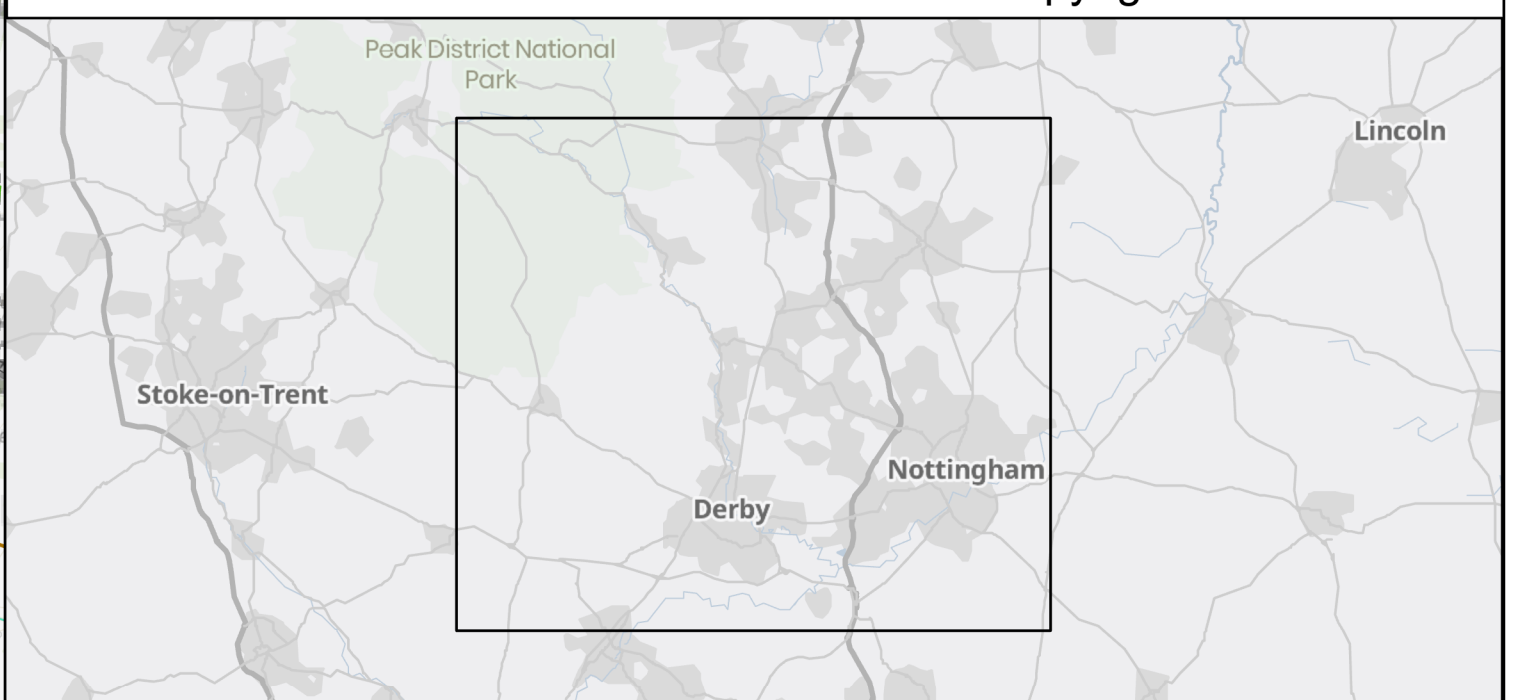 Peak District National
Park
Lincoln
Stoke-on-Trent
Nottingham
Derby